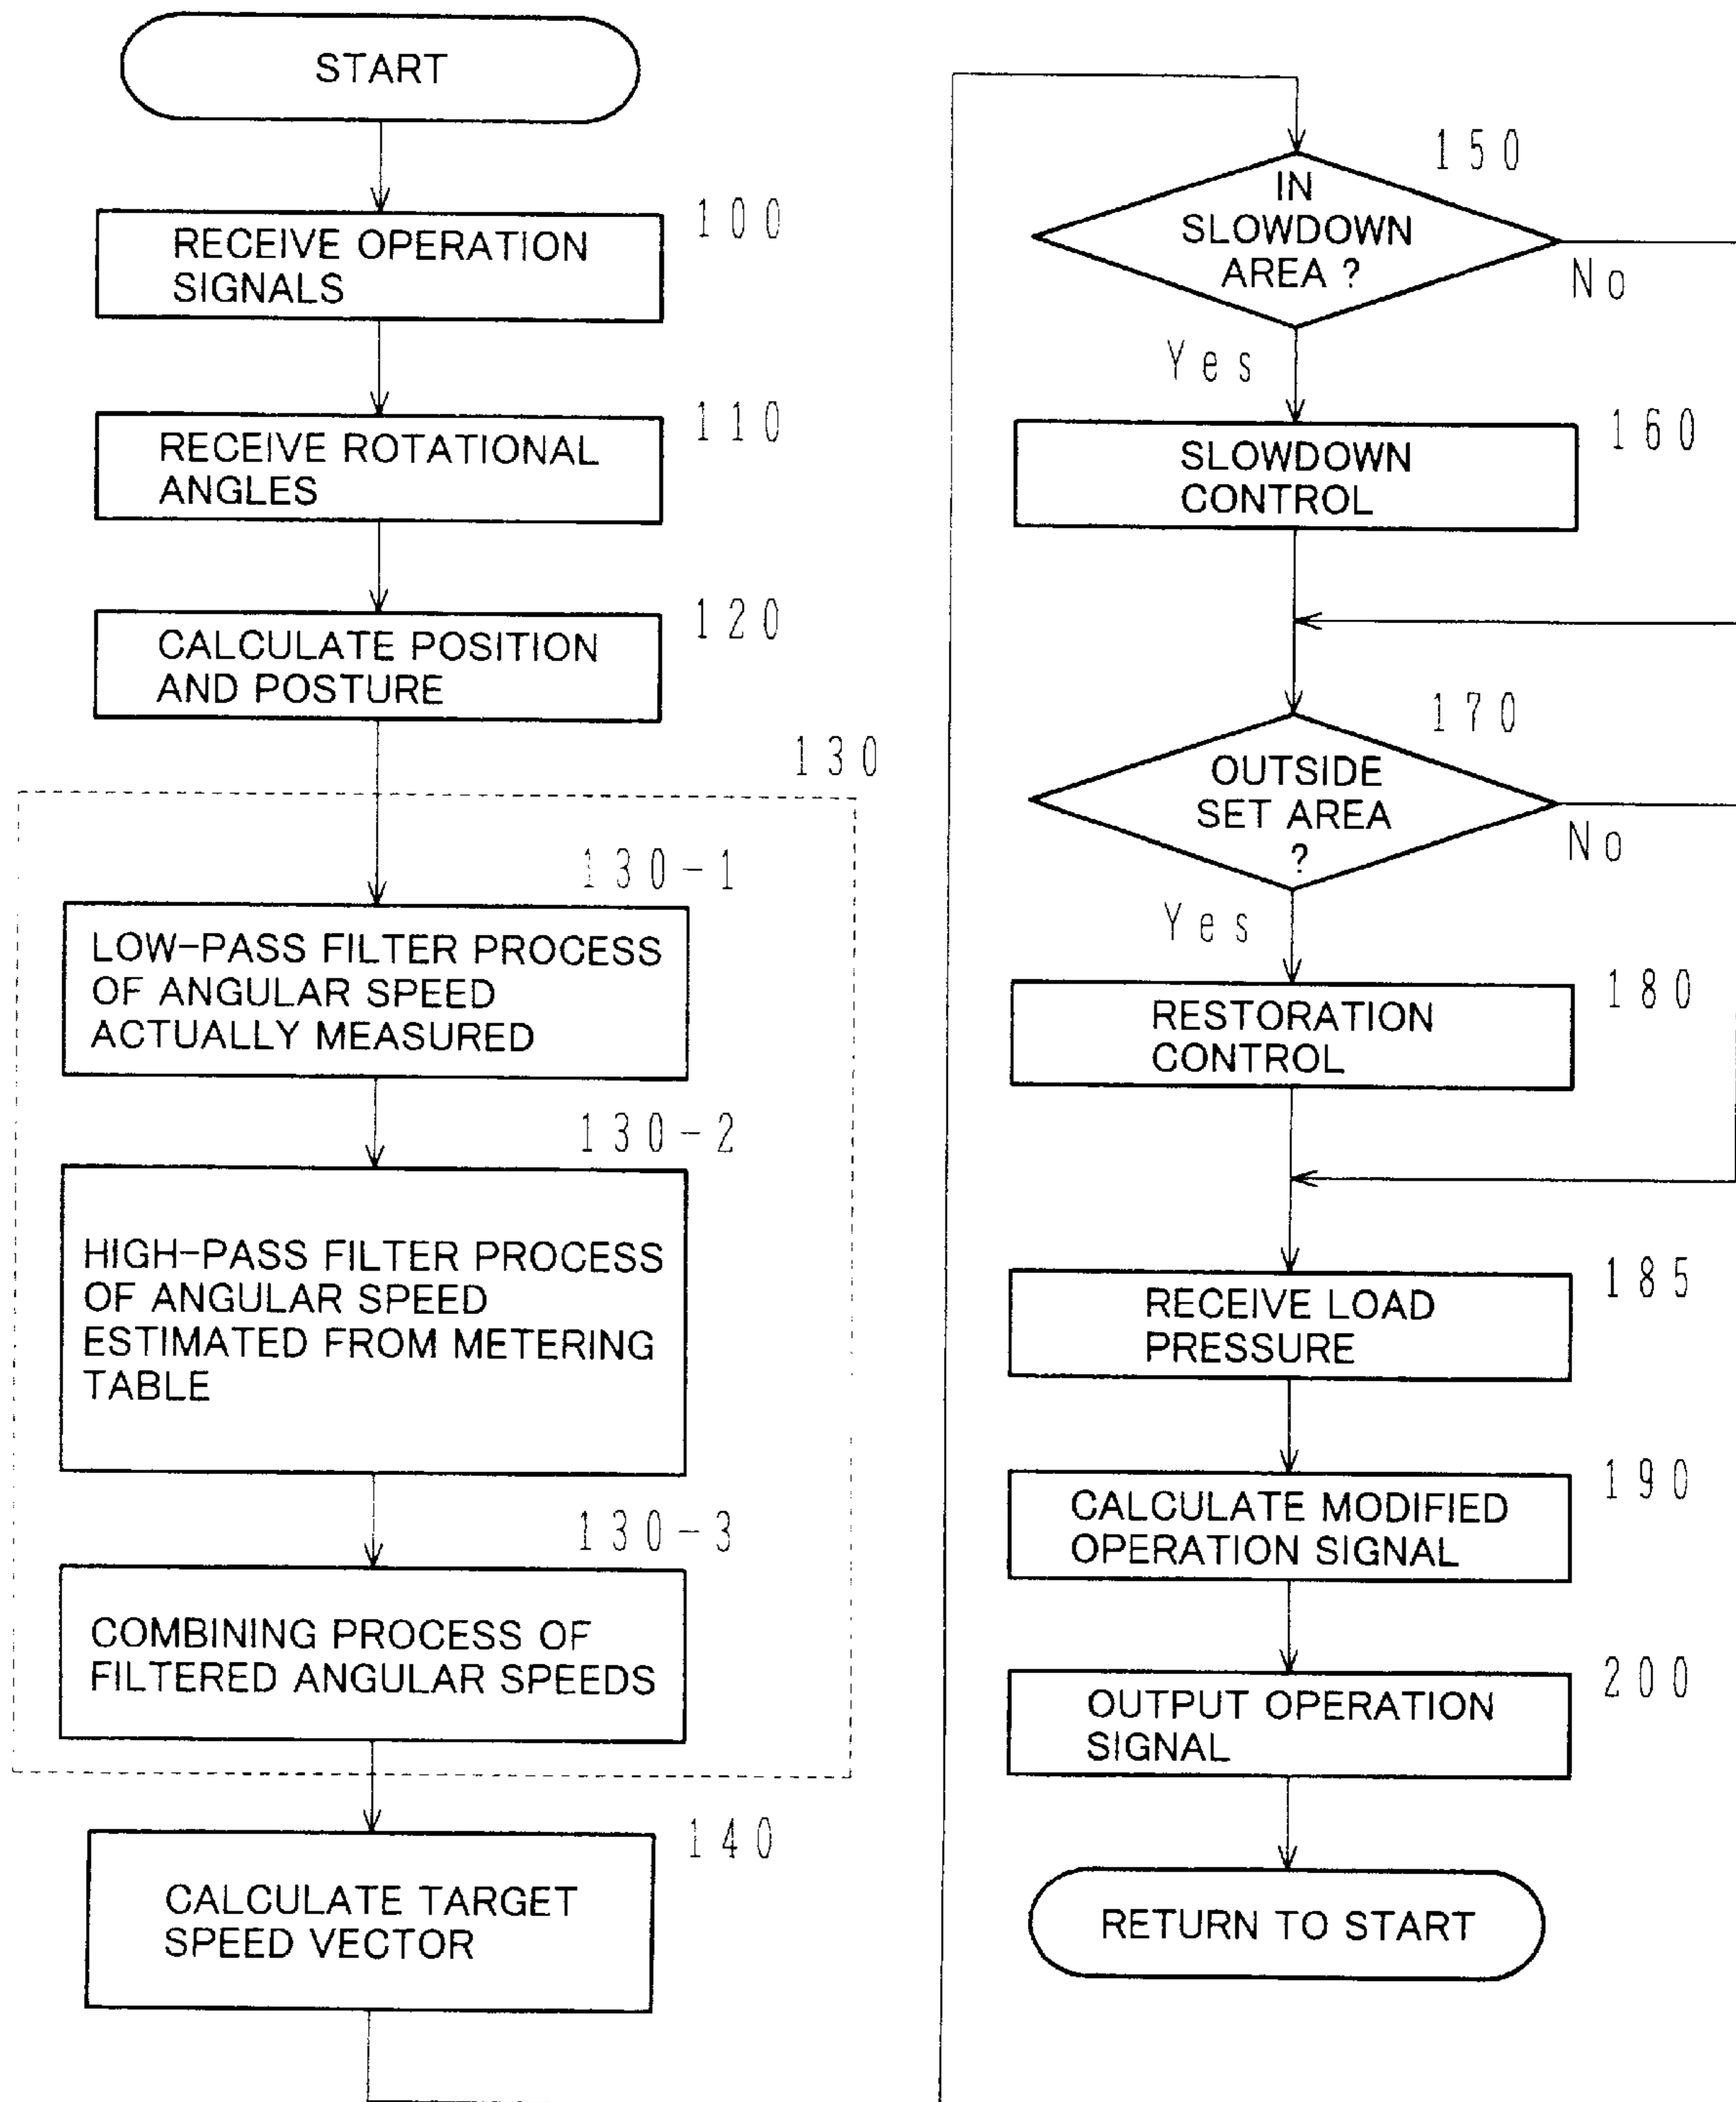 START
100
RECEIVE OPERATION
SIGNALS
110
RECEIVE ROTATIONAL
ANGLES
120
CALCULATE POSITION
AND POSTURE
130
130-1
LOW-PASS FILTER PROCESS
OF ANGULAR SPEED
ACTUALLY MEASURED
130-2
HIGH-PASS FILTER PROCESS
OF ANGULAR SPEED
ESTIMATED FROM METERING
TABLE
130-3
COMBINING PROCESS OF
FILTERED ANGULAR SPEEDS
140
CALCULATE TARGET
SPEED VECTOR
150
IN
SLOWDOWN
AREA ?
No
Yes
160
SLOWDOWN
CONTROL
170
OUTSIDE
SET AREA
?
No
Yes
180
RESTORATION
CONTROL
185
RECEIVE LOAD
PRESSURE
190
CALCULATE MODIFIED
OPERATION SIGNAL
200
OUTPUT OPERATION
SIGNAL
RETURN TO START